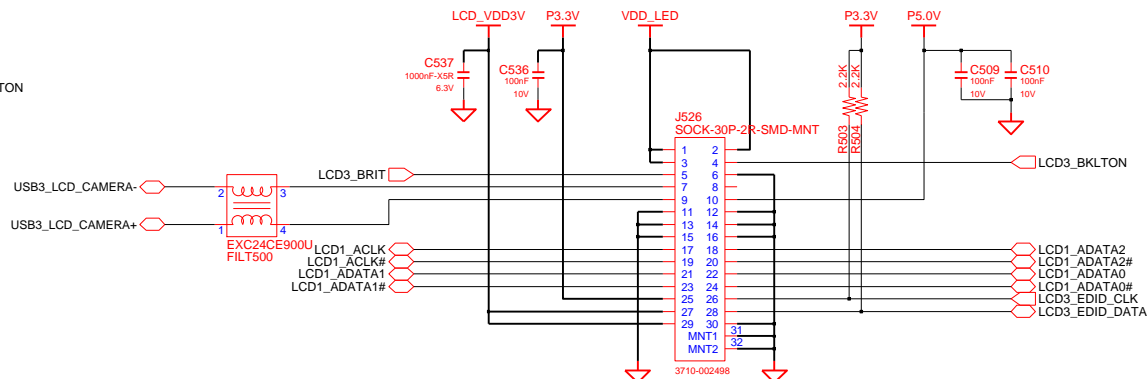 LCD_VDD3V
P3.3V
VDD_LED
P3.3V
P5.0V
C537
1000nF-X5R
6.3V
C536
100nF
10V
2.2K
2.2K
R503
R504
C509
100nF
10V
C510
100nF
10V
TON
J526
SOCK-30P-2R-SMD-MNT
1 2
3 4
5 6
7 8
9 10
11 12
13 14
15 16
17 18
19 20
21 22
23 24
25 26
27 28
29 30
MNT1 31
MNT2 32
3710-002498
LCD3_BRIT
LCD3_BKLTON
USB3_LCD_CAMERA-
2 3
USB3_LCD_CAMERA+
1 4
EXC24CE900U
FILT500
LCD1_ACLK
LCD1_ACLK#
LCD1_ADATA1
LCD1_ADATA1#
LCD1_ADATA2
LCD1_ADATA2#
LCD1_ADATA0
LCD1_ADATA0#
LCD3_EDID_CLK
LCD3_EDID_DATA